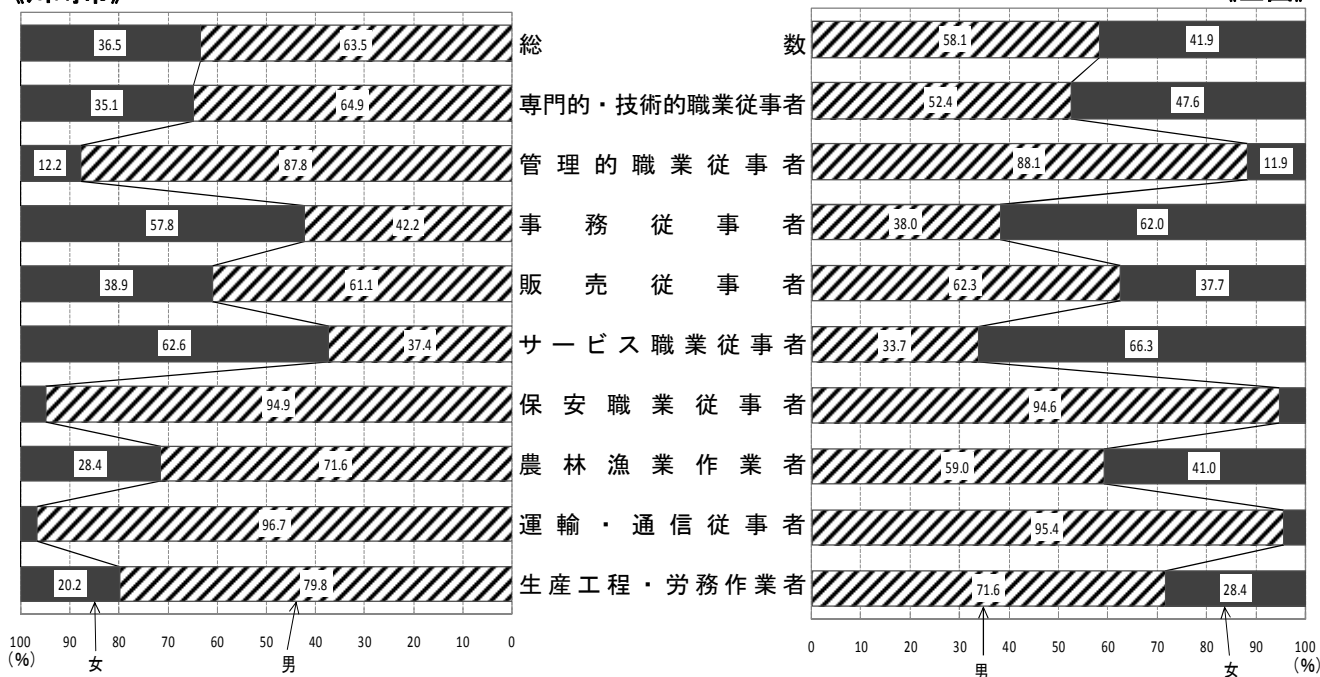 36.5 63.5 総数 58.1 41.9
35.1 64.9 専門的・技術的職業従事者 52.4 47.6
12.2 87.8 管理的職業従事者 88.1 11.9
57.8 42.2 事務従事者 38.0 62.0
38.9 61.1 販売従事者 62.3 37.7
62.6 37.4 サービス職業従事者 33.7 66.3
94.9 保安職業従事者 94.6
28.4 71.6 農林漁業作業者 59.0 41.0
96.7 運輸・通信従事者 95.4
20.2 79.8 生産工程・労務作業者 71.6 28.4
100 90 80 70 60 50 40 30 20 10 0 0 10 20 30 40 50 60 70 80 90 100
(%) 女 男 男 女 (%)